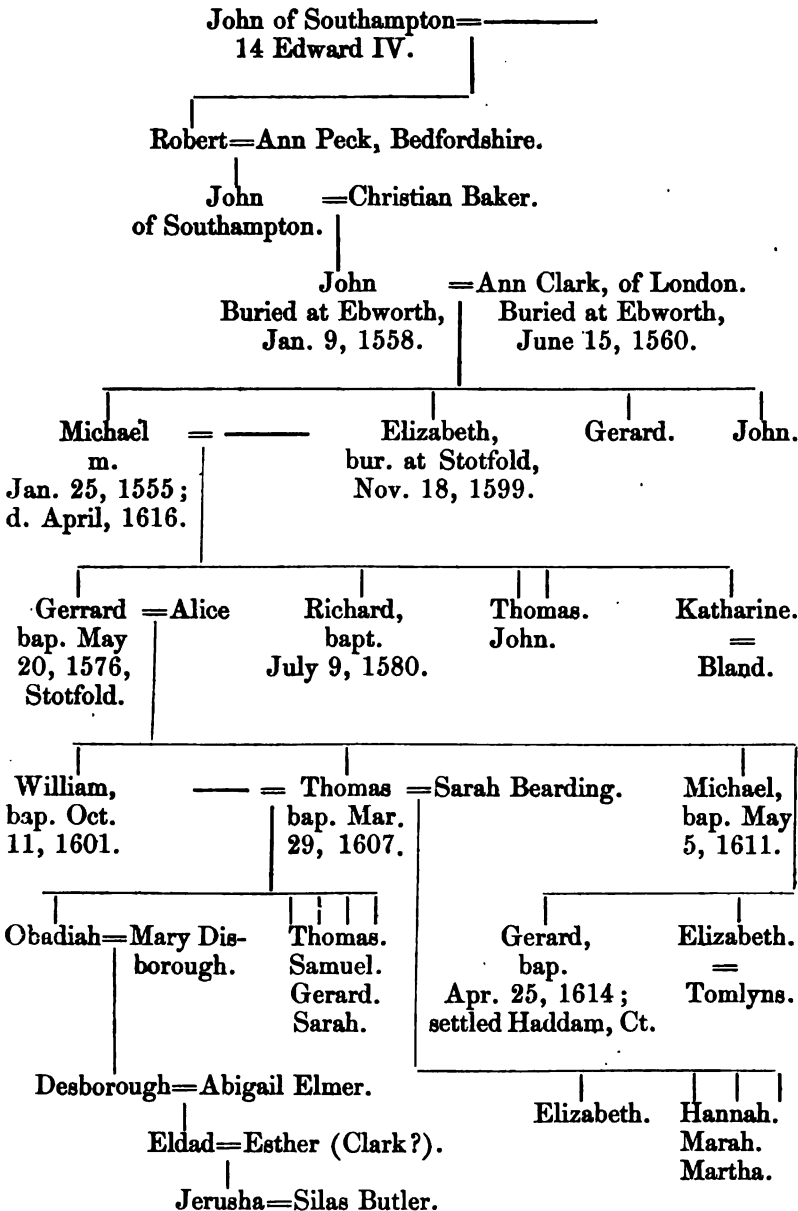 John of Southampton=
14 Edward IV.
Robert=Ann Peck, Bedfordshire.
John =Christian Baker.
of Southampton.
John =Ann Clark, of London.
Buried at Ebworth, Buried at Ebworth,
Jan. 9, 1558. June 15, 1560.
Michael = Elizabeth, Gerard. John.
m. bur. at Stotfold,
Jan. 25, 1555; Nov. 18, 1599.
d. April, 1616.
Gerrard =Alice Richard, Thomas. Katharine.
bap. May bapt. John. =
20, 1576, July 9, 1580. Bland.
Stotfold.
William, = Thomas =Sarah Bearding. Michael,
bap. Oct. bap. Mar. bap. May
11, 1601. 29, 1607. 5, 1611.
Obadiah=Mary Dis- Thomas. Gerard, Elizabeth.
borough. Samuel. bap. =
Gerard. Apr. 25, 1614; Tomlyns.
Sarah. settled Haddam, Ct.
Desborough=Abigail Elmer. Elizabeth. Hannah.
Eldad=Esther (Clark?). Marah.
Martha.
Jerusha=Silas Butler.